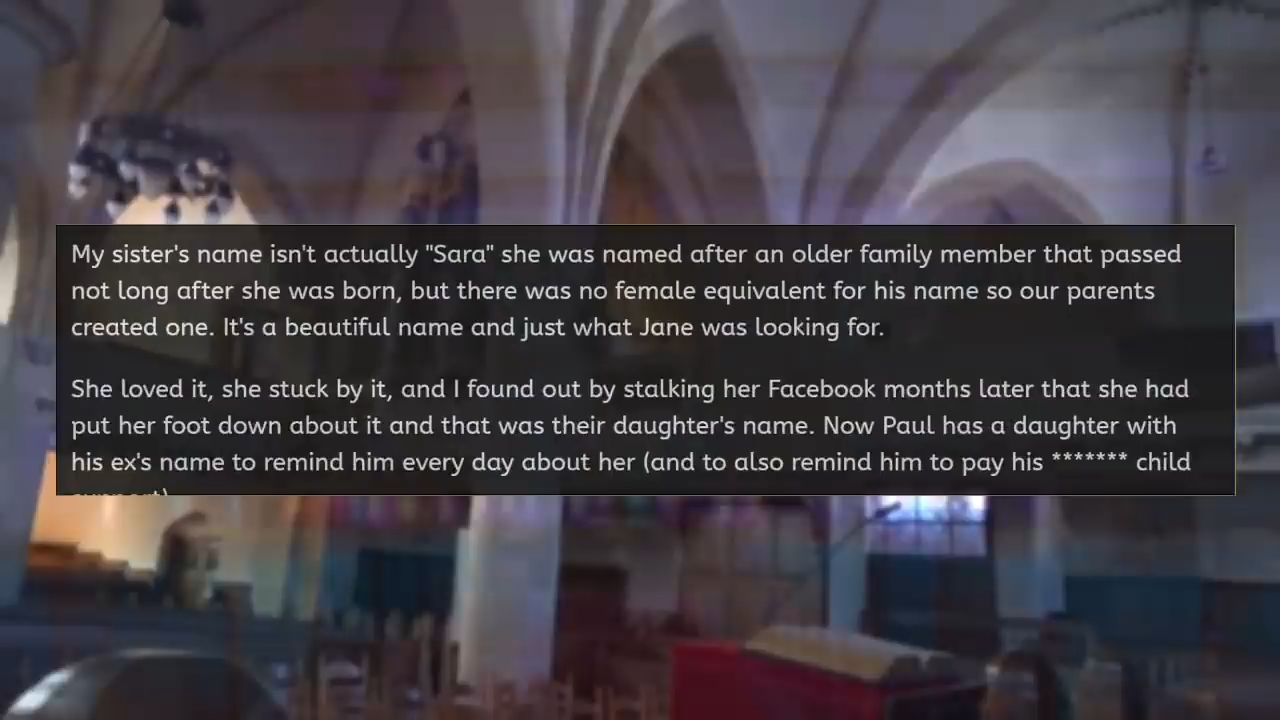 My sister's name isn't actually "Sara" she was named after an older family member that passed
not long after she was born, but there was no female equivalent for his name so our parents
created one. It's a beautiful name and just what Jane was looking for.
She loved it, she stuck by it, and I found out by stalking her Facebook months later that she had
put her foot down about it and that was their daughter's name. Now Paul has a daughter with
his ex's name to remind him every day about her (and to also remind him to pay his ******* child